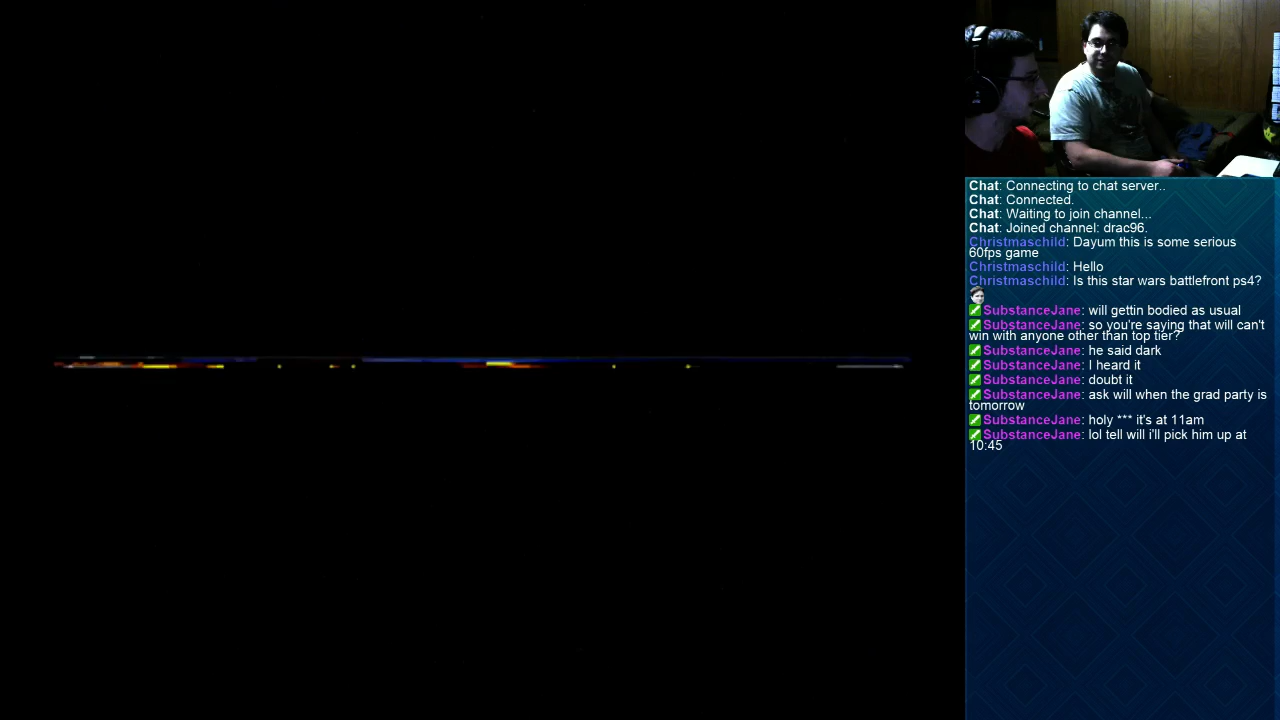 Chat: Connecting to chat server..
Chat: Connected.
Chat: Waiting to join channel...
Chat: Joined channel: drac96.
Christmaschild: Dayum this is some serious
60fps game
Christmaschild: Hello
Christmaschild: Is this star wars battlefront ps4?
SubstanceJane: will gettin bodied as usual
SubstanceJane: so you're saying that will can't
win with anyone other than top tier?
SubstanceJane: he said dark
SubstanceJane: I heard it
SubstanceJane: doubt it
SubstanceJane: ask will when the grad party is
tomorrow
SubstanceJane: holy *** it's at 11am
SubstanceJane: lol tell will i'll pick him up at
10:45